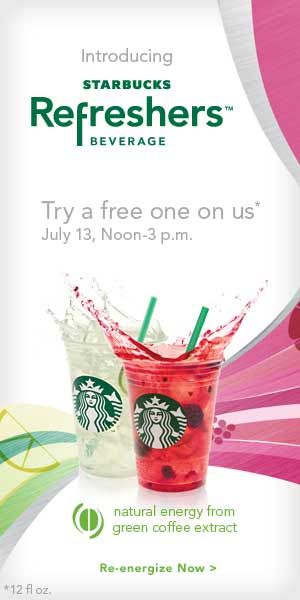 Introducing
STARBUCKS
Refreshers™
BEVERAGE
Try a free one on us*
July 13, Noon-3 p.m.
natural energy from
green coffee extract
Re-energize Now >
*12 fl oz.